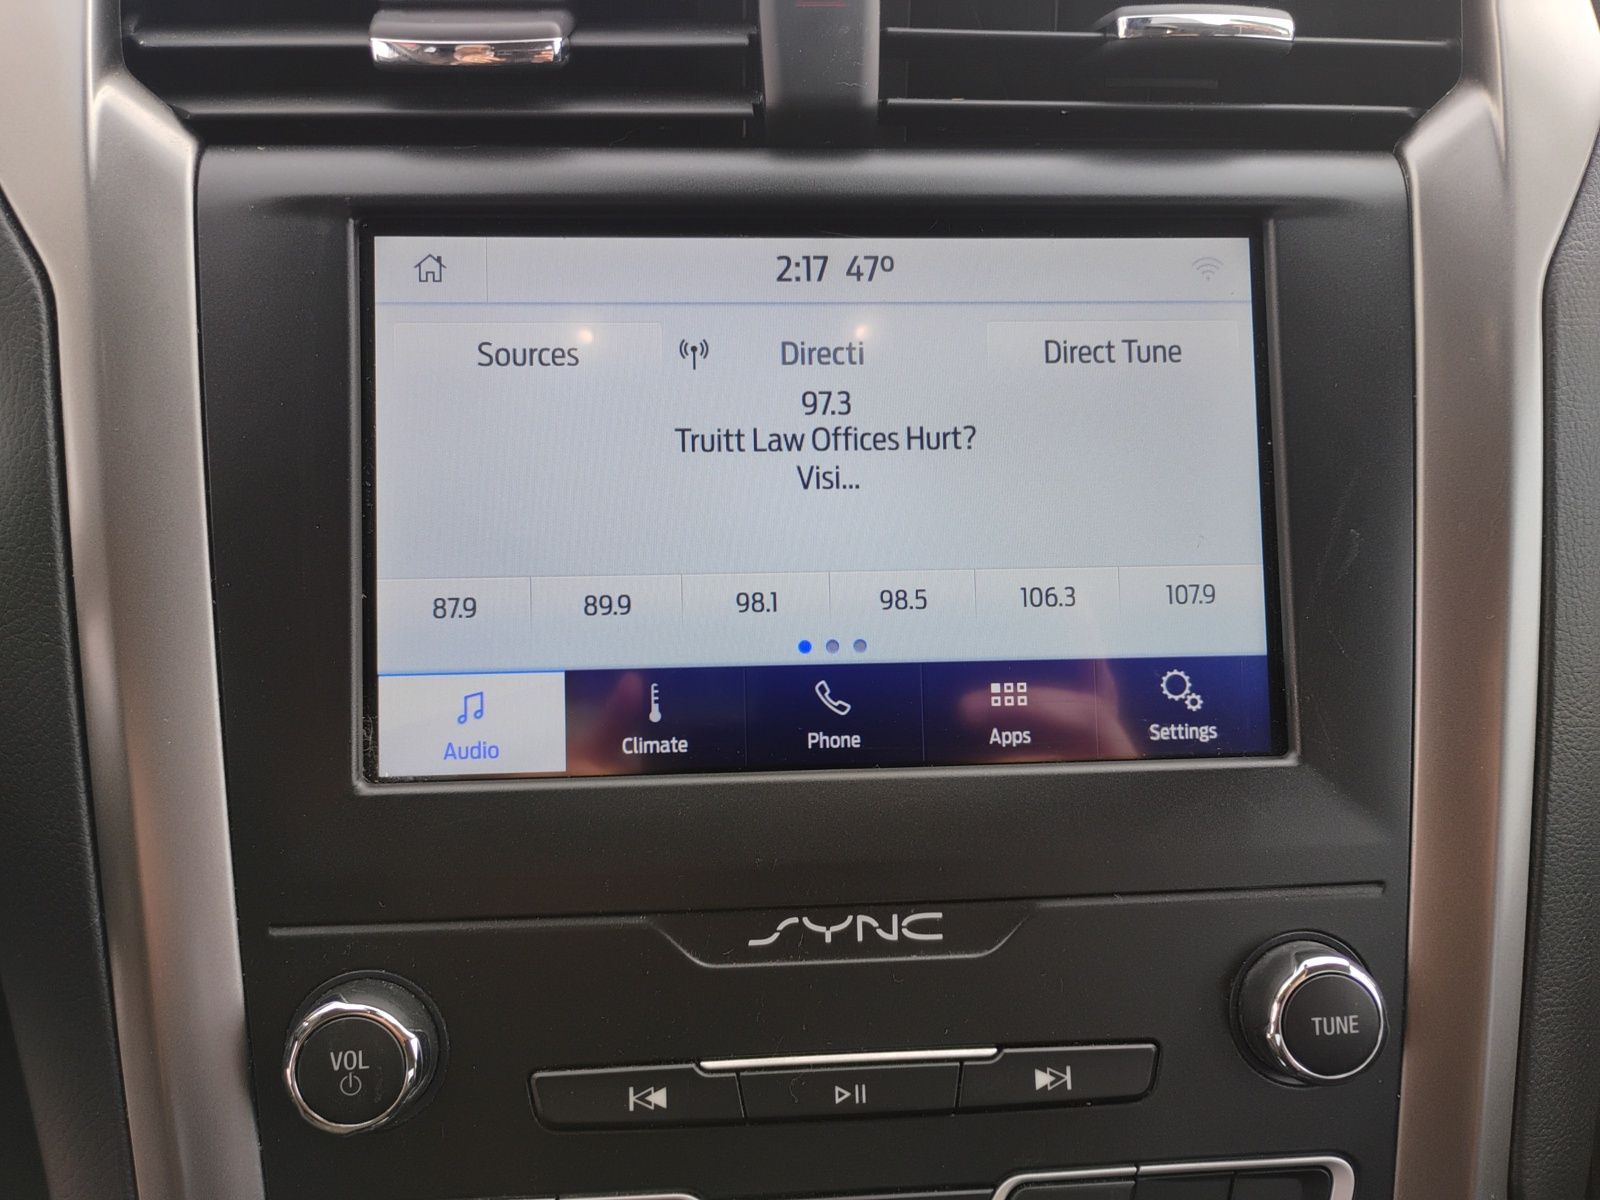 2:17 47°
Sources Directi Direct Tune
97.3
Truitt Law Offices Hurt?
Visi...
87.9 89.9 98.1 98.5 106.3 107.9
Audio Climate Phone Apps Settings
SYNC
VOL
TUNE